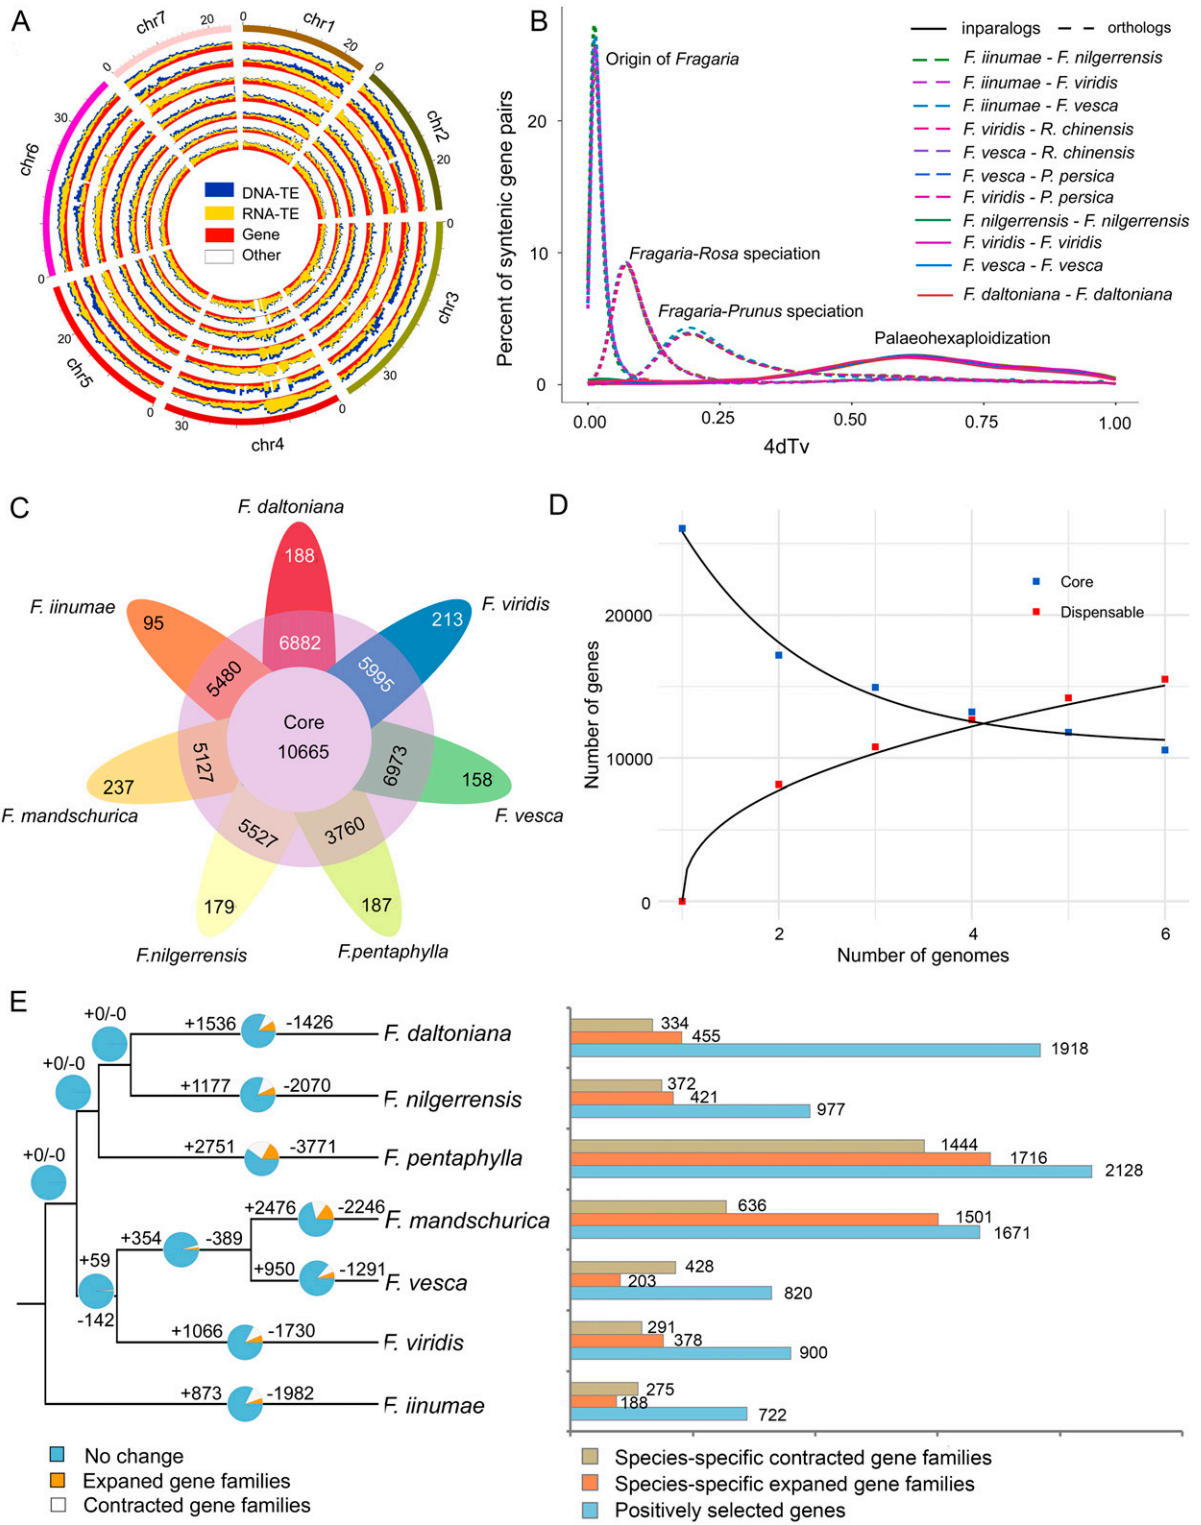 A
chr7
chr1
chr2
chr3
chr4
chr5
chr6
0
20
0
20
0
20
0
30
0
30
0
20
0
30
DNA-TE
RNA-TE
Gene
Other
B
Percent of syntenic gene pairs
20
10
0
0.00
0.25
0.50
0.75
1.00
4dTv
Origin of Fragaria
Fragaria-Rosa speciation
Fragaria-Prunus speciation
Palaeohexaploidization
inparalogs
orthologs
F. iinumae - F. nilgerrensis
F. iinumae - F. viridis
F. iinumae - F. vesca
F. viridis - R. chinensis
F. vesca - R. chinensis
F. vesca - P. persica
F. viridis - P. persica
F. nilgerrensis - F. nilgerrensis
F. viridis - F. viridis
F. vesca - F. vesca
F. daltoniana - F. daltoniana
C
F. daltoniana
188
6882
F. viridis
213
5995
F. vesca
158
6973
F.pentaphylla
187
3760
F.nilgerrensis
179
5527
F. mandschurica
237
5127
F. iinumae
95
5480
Core
10665
D
Number of genes
20000
10000
0
2
4
6
Number of genomes
Core
Dispensable
E
+0/-0
+0/-0
+0/-0
+59
-142
+354
-389
+1536
-1426
F. daltoniana
+1177
-2070
F. nilgerrensis
+2751
-3771
F. pentaphylla
+2476
-2246
F. mandschurica
+950
-1291
F. vesca
+1066
-1730
F. viridis
+873
-1982
F. iinumae
No change
Expaned gene families
Contracted gene families
334
455
1918
372
421
977
1444
1716
2128
636
1501
1671
428
203
820
291
378
900
275
188
722
Species-specific contracted gene families
Species-specific expaned gene families
Positively selected genes